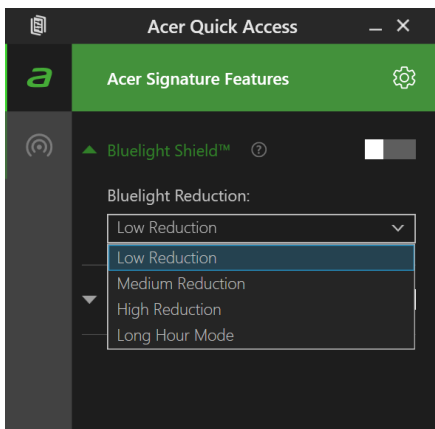 Acer Quick Access
Acer Signature Features
Bluelight Shield™ ?
Bluelight Reduction:
Low Reduction
Low Reduction
Medium Reduction
High Reduction
Long Hour Mode